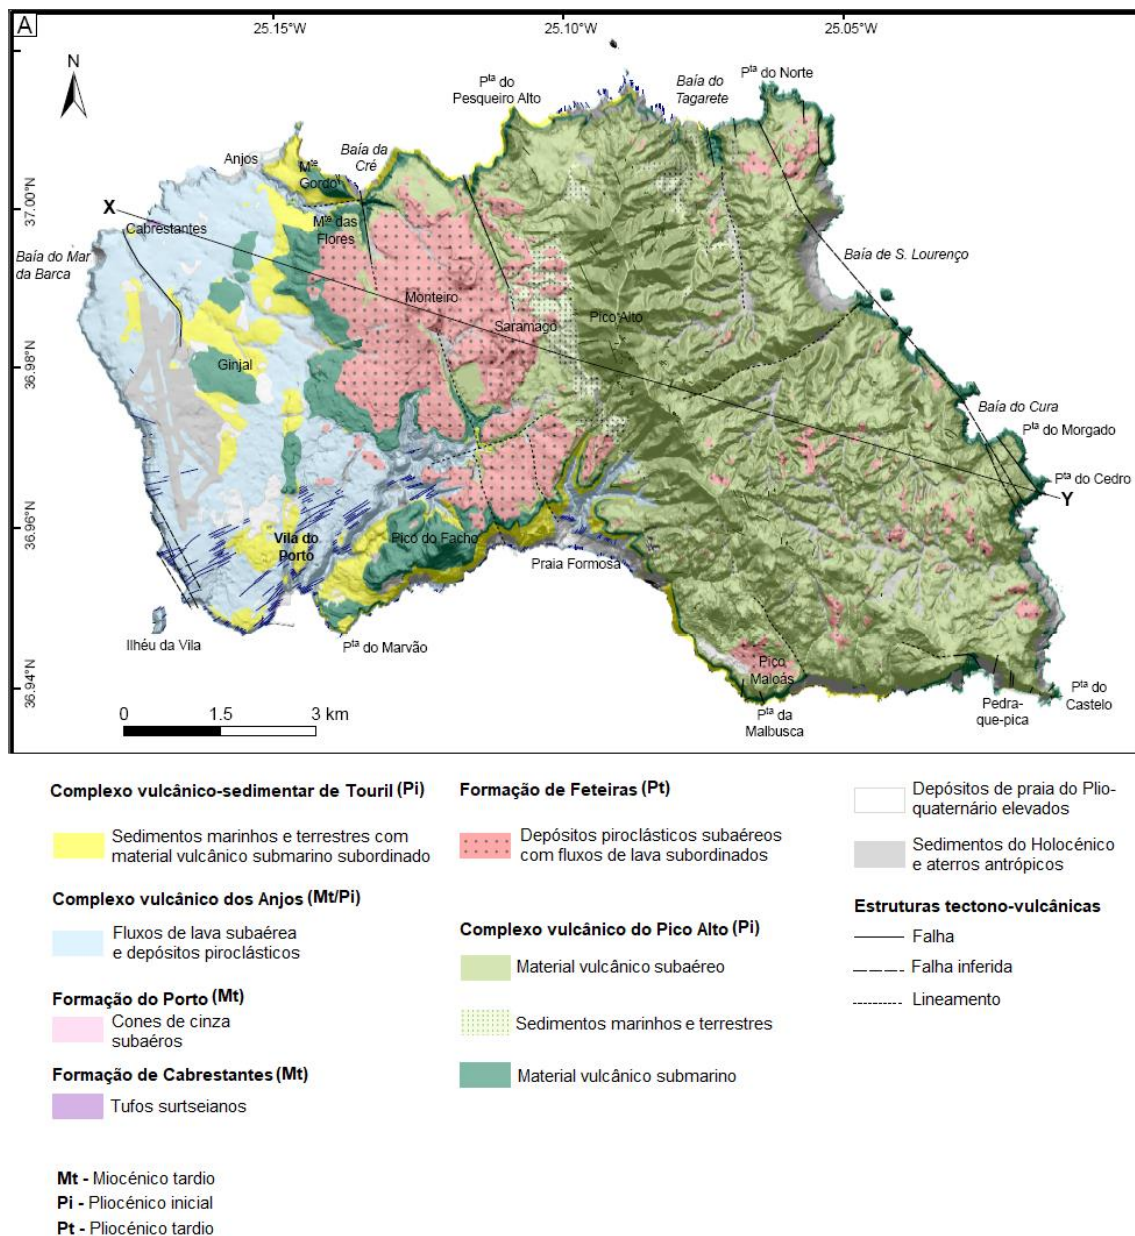 A
25.15°W
25.10°W
25.05°W
N
Pta do
Pesqueiro Alto
Baía do
Tagarete
Pta do Norte
Anjos
Mte
Gordo
Baía da
Cré
37.00°N
X
Cabrestantes
Mte das
Flores
Baía do Mar
da Barca
Baía de S. Lourenço
Monteiro
Saramago
Pico Alto
36.98°N
Ginjal
Baía do Cura
Pta do Morgado
Pta do Cedro
Y
36.96°N
Vila do
Porto
Pico do Facho
Praia Formosa
Ilhéu da Vila
Pta do Marvão
36.94°N
Pico
Maloás
Pta da
Malbusca
Pedra-
que-pica
Pta do
Castelo
0 1.5 3 km
Complexo vulcânico-sedimentar de Touril (Pi)
Sedimentos marinhos e terrestres com
material vulcânico submarino subordinado
Complexo vulcânico dos Anjos (Mt/Pi)
Fluxos de lava subaérea
e depósitos piroclásticos
Formação do Porto (Mt)
Cones de cinza
subaéros
Formação de Cabrestantes (Mt)
Tufos surtseianos
Mt - Miocénico tardio
Pi - Pliocénico inicial
Pt - Pliocénico tardio
Formação de Feteiras (Pt)
Depósitos piroclásticos subaéreos
com fluxos de lava subordinados
Complexo vulcânico do Pico Alto (Pi)
Material vulcânico subaéreo
Sedimentos marinhos e terrestres
Material vulcânico submarino
Depósitos de praia do Plio-
quaternário elevados
Sedimentos do Holocénico
e aterros antrópicos
Estruturas tectono-vulcânicas
Falha
Falha inferida
Lineamento